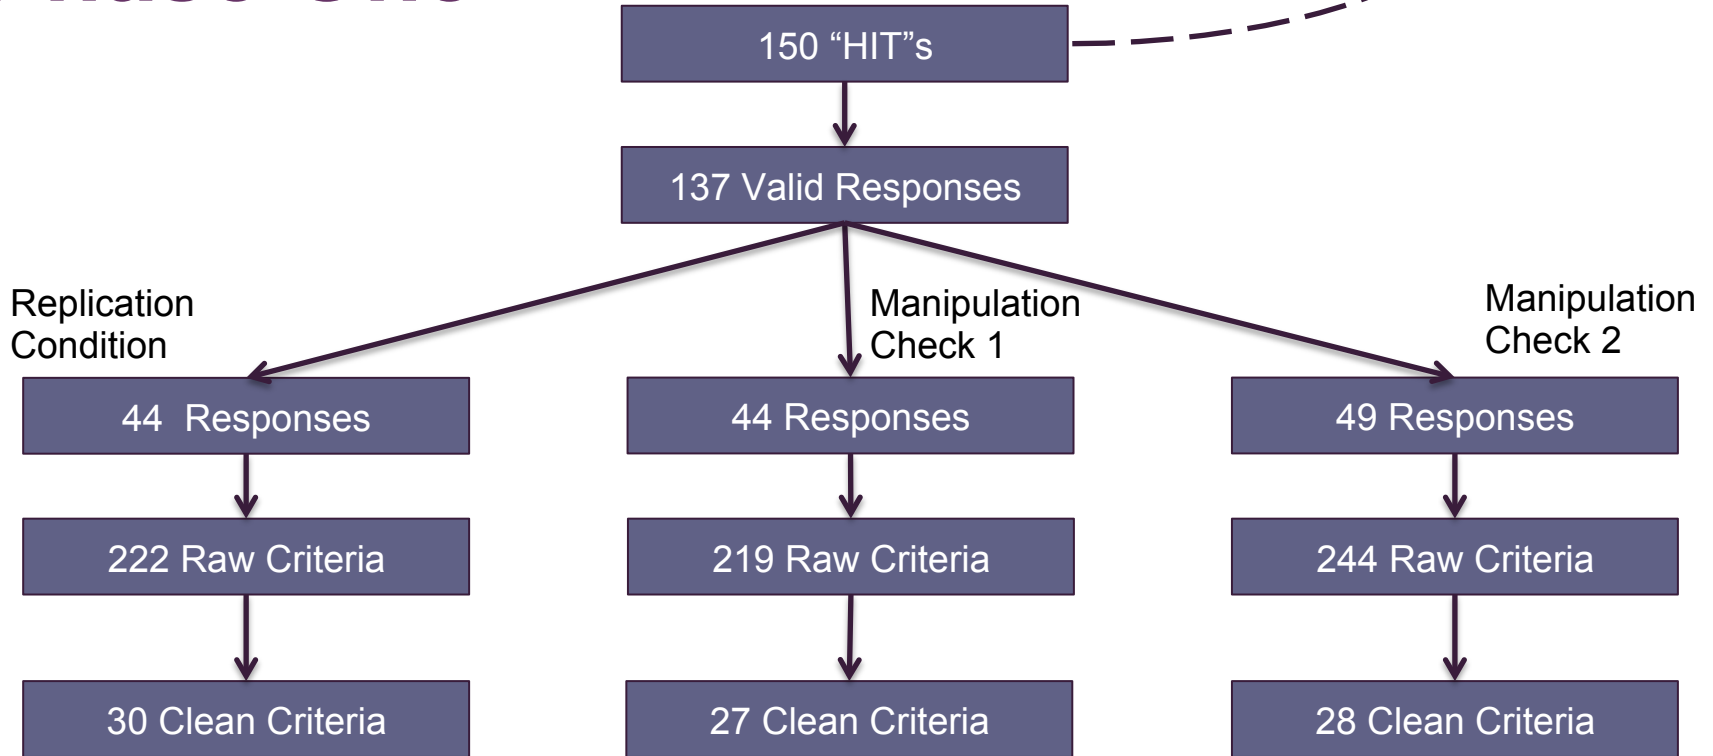 150 “HIT”s
137 Valid Responses
Replication
Condition
Manipulation
Check 1
Manipulation
Check 2
44  Responses
44 Responses
49 Responses
222 Raw Criteria
219 Raw Criteria
244 Raw Criteria
30 Clean Criteria
27 Clean Criteria
28 Clean Criteria